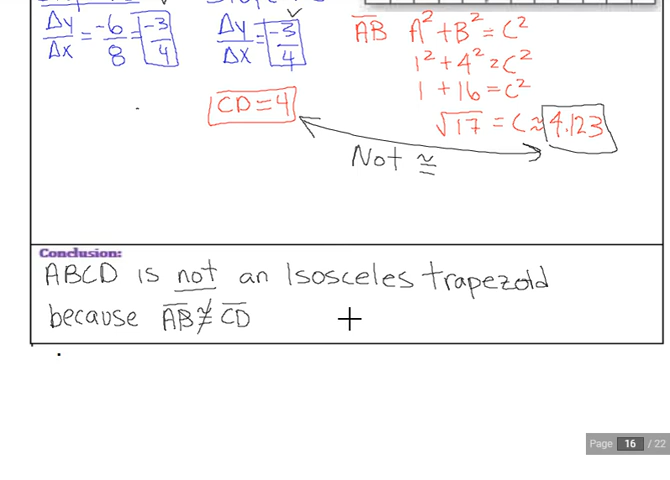 Δy/Δx = -6/8 = -3/4
Δy/Δx = -3/4
AB A² + B² = C²
1² + 4² = C²
1 + 16 = C²
CD = 4
√17 = C ≈ 4.123
Not ≅
Conclusion:
ABCD is not an Isosceles trapezoid
because AB ≇ CD
Page 16 / 22